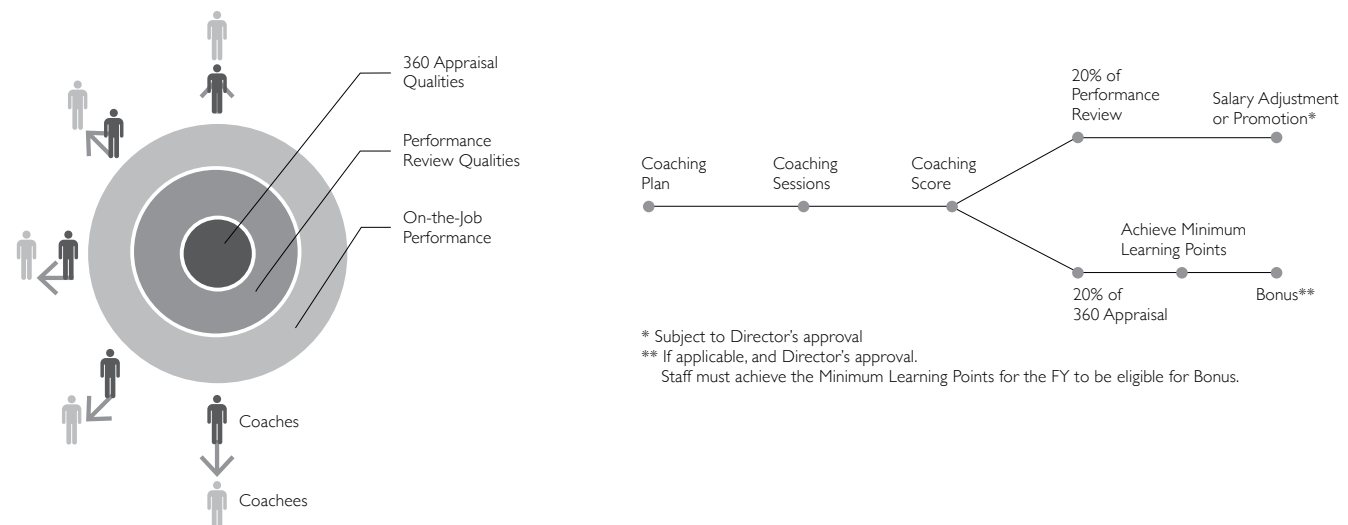 360 Appraisal
Qualities
Performance
Review Qualities
On-the-Job
Performance
Coaches
Coachees
Coaching
Plan
Coaching
Sessions
Coaching
Score
20% of
Performance
Review
Salary Adjustment
or Promotion*
Achieve Minimum
Learning Points
20% of
360 Appraisal
Bonus**
* Subject to Director’s approval
** If applicable, and Director’s approval.
Staff must achieve the Minimum Learning Points for the FY to be eligible for Bonus.